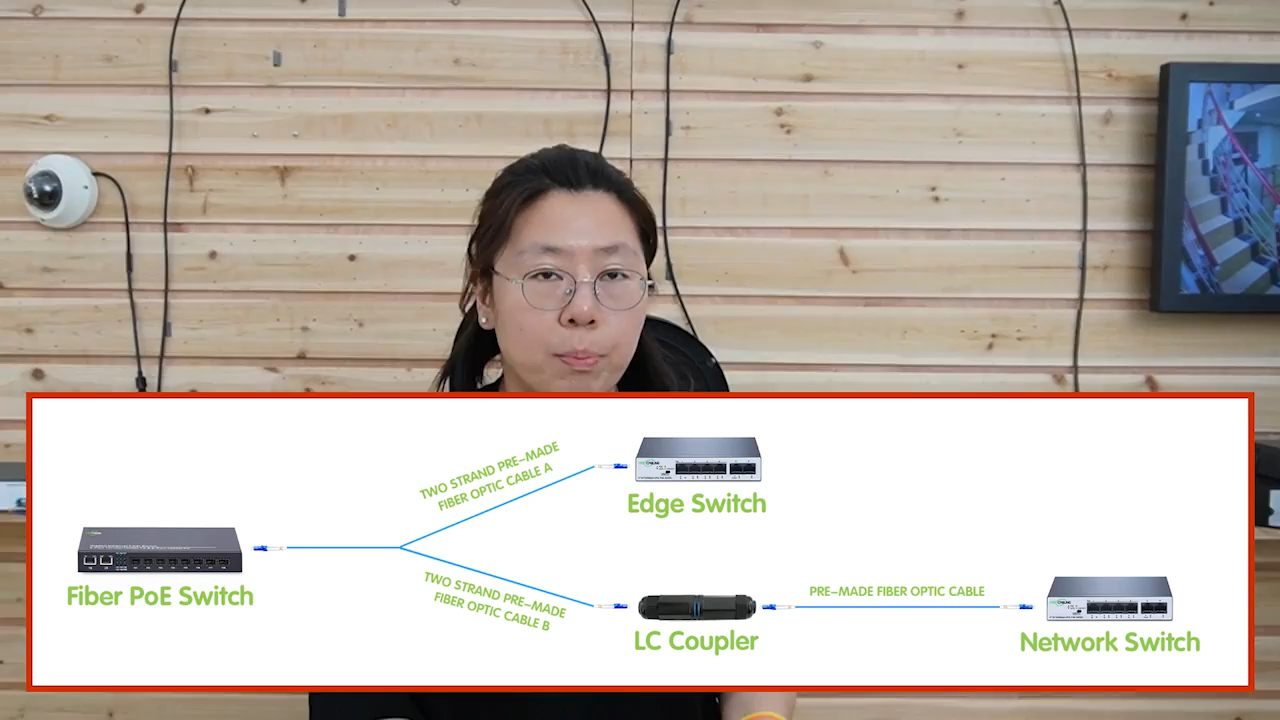 TWO STRAND PRE-MADE
FIBER OPTIC CABLE A
Edge Switch
Fiber PoE Switch
TWO STRAND PRE-MADE
FIBER OPTIC CABLE B
LC Coupler
PRE-MADE FIBER OPTIC CABLE
Network Switch